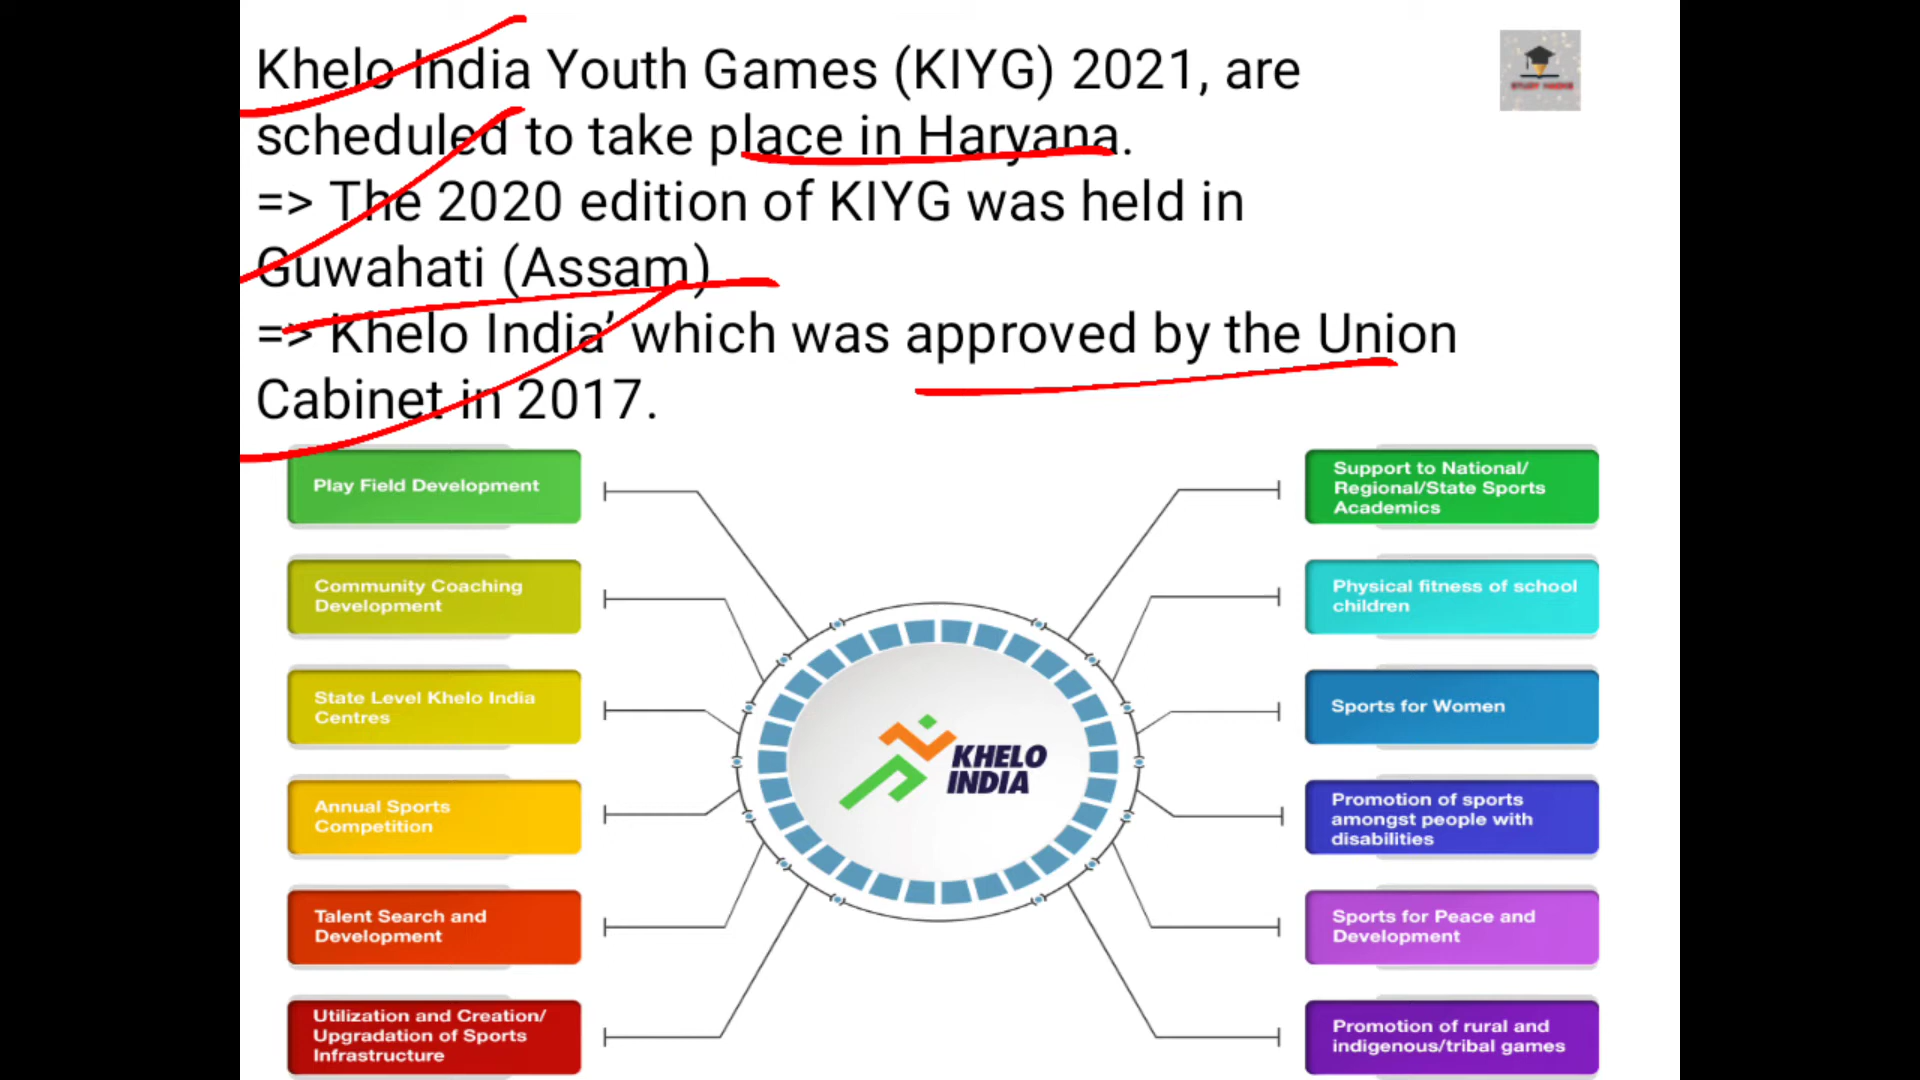 Khelo India Youth Games (KIYG) 2021, are
scheduled to take place in Haryana.
=> The 2020 edition of KIYG was held in
Guwahati (Assam)
=> Khelo India’ which was approved by the Union
Cabinet in 2017.
Play Field Development
Community Coaching
Development
State Level Khelo India
Centres
Annual Sports
Competition
Talent Search and
Development
Utilization and Creation/
Upgradation of Sports
Infrastructure
KHELO
INDIA
Support to National/
Regional/State Sports
Academics
Physical fitness of school
children
Sports for Women
Promotion of sports
amongst people with
disabilities
Sports for Peace and
Development
Promotion of rural and
indigenous/tribal games